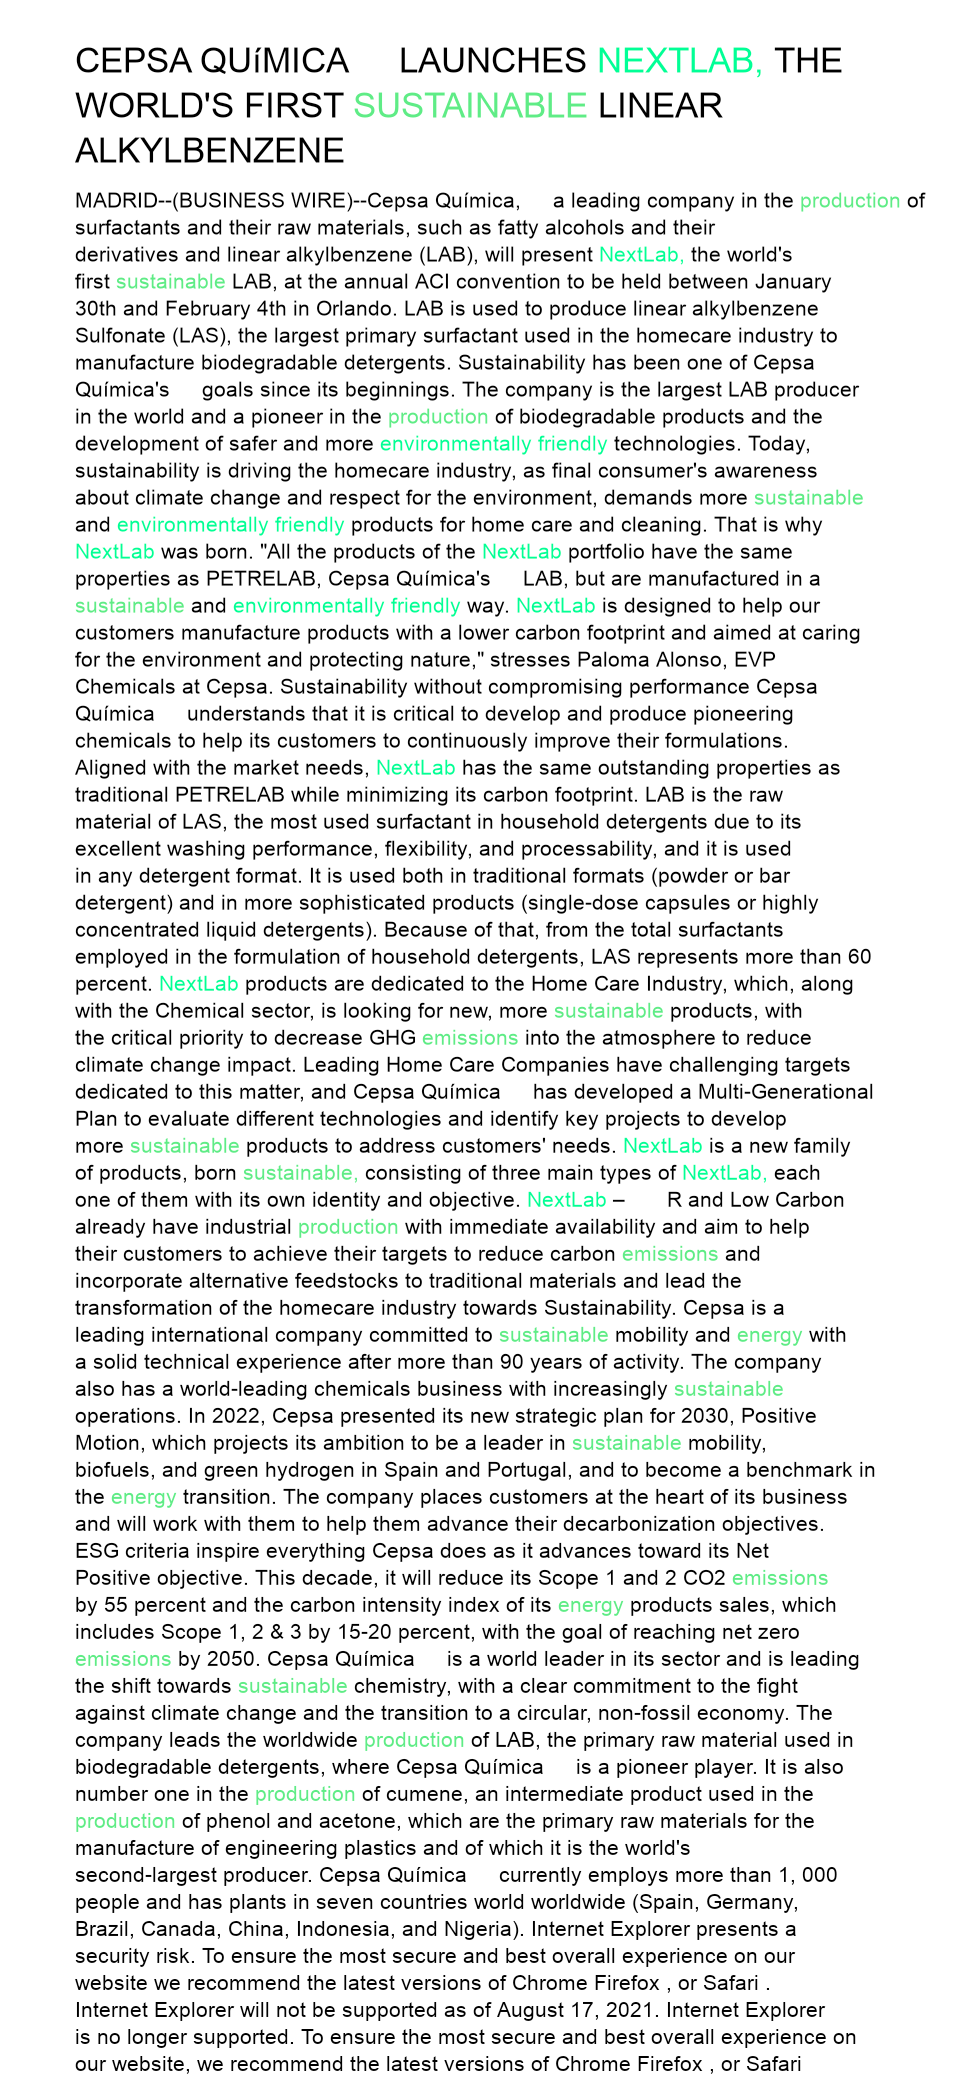 CEPSA QUíMICA LAUNCHES NEXTLAB, THE
WORLD'S FIRST SUSTAINABLE LINEAR
ALKYLBENZENE
MADRID--(BUSINESS WIRE)--Cepsa Química, a leading company in the production of
surfactants and their raw materials, such as fatty alcohols and their
derivatives and linear alkylbenzene (LAB), will present NextLab, the world's
first sustainable LAB, at the annual ACI convention to be held between January
30th and February 4th in Orlando. LAB is used to produce linear alkylbenzene
Sulfonate (LAS), the largest primary surfactant used in the homecare industry to
manufacture biodegradable detergents. Sustainability has been one of Cepsa
Química's goals since its beginnings. The company is the largest LAB producer
in the world and a pioneer in the production of biodegradable products and the
development of safer and more environmentally friendly technologies. Today,
sustainability is driving the homecare industry, as final consumer's awareness
about climate change and respect for the environment, demands more sustainable
and environmentally friendly products for home care and cleaning. That is why
NextLab was born. "All the products of the NextLab portfolio have the same
properties as PETRELAB, Cepsa Química's LAB, but are manufactured in a
sustainable and environmentally friendly way. NextLab is designed to help our
customers manufacture products with a lower carbon footprint and aimed at caring
for the environment and protecting nature," stresses Paloma Alonso, EVP
Chemicals at Cepsa. Sustainability without compromising performance Cepsa
Química understands that it is critical to develop and produce pioneering
chemicals to help its customers to continuously improve their formulations.
Aligned with the market needs, NextLab has the same outstanding properties as
traditional PETRELAB while minimizing its carbon footprint. LAB is the raw
material of LAS, the most used surfactant in household detergents due to its
excellent washing performance, flexibility, and processability, and it is used
in any detergent format. It is used both in traditional formats (powder or bar
detergent) and in more sophisticated products (single-dose capsules or highly
concentrated liquid detergents). Because of that, from the total surfactants
employed in the formulation of household detergents, LAS represents more than 60
percent. NextLab products are dedicated to the Home Care Industry, which, along
with the Chemical sector, is looking for new, more sustainable products, with
the critical priority to decrease GHG emissions into the atmosphere to reduce
climate change impact. Leading Home Care Companies have challenging targets
dedicated to this matter, and Cepsa Química has developed a Multi-Generational
Plan to evaluate different technologies and identify key projects to develop
more sustainable products to address customers' needs. NextLab is a new family
of products, born sustainable, consisting of three main types of NextLab, each
one of them with its own identity and objective. NextLab – R and Low Carbon
already have industrial production with immediate availability and aim to help
their customers to achieve their targets to reduce carbon emissions and
incorporate alternative feedstocks to traditional materials and lead the
transformation of the homecare industry towards Sustainability. Cepsa is a
leading international company committed to sustainable mobility and energy with
a solid technical experience after more than 90 years of activity. The company
also has a world-leading chemicals business with increasingly sustainable
operations. In 2022, Cepsa presented its new strategic plan for 2030, Positive
Motion, which projects its ambition to be a leader in sustainable mobility,
biofuels, and green hydrogen in Spain and Portugal, and to become a benchmark in
the energy transition. The company places customers at the heart of its business
and will work with them to help them advance their decarbonization objectives.
ESG criteria inspire everything Cepsa does as it advances toward its Net
Positive objective. This decade, it will reduce its Scope 1 and 2 CO2 emissions
by 55 percent and the carbon intensity index of its energy products sales, which
includes Scope 1, 2 & 3 by 15-20 percent, with the goal of reaching net zero
emissions by 2050. Cepsa Química is a world leader in its sector and is leading
the shift towards sustainable chemistry, with a clear commitment to the fight
against climate change and the transition to a circular, non-fossil economy. The
company leads the worldwide production of LAB, the primary raw material used in
biodegradable detergents, where Cepsa Química is a pioneer player. It is also
number one in the production of cumene, an intermediate product used in the
production of phenol and acetone, which are the primary raw materials for the
manufacture of engineering plastics and of which it is the world's
second-largest producer. Cepsa Química currently employs more than 1, 000
people and has plants in seven countries world worldwide (Spain, Germany,
Brazil, Canada, China, Indonesia, and Nigeria). Internet Explorer presents a
security risk. To ensure the most secure and best overall experience on our
website we recommend the latest versions of Chrome Firefox , or Safari .
Internet Explorer will not be supported as of August 17, 2021. Internet Explorer
is no longer supported. To ensure the most secure and best overall experience on
our website, we recommend the latest versions of Chrome Firefox , or Safari